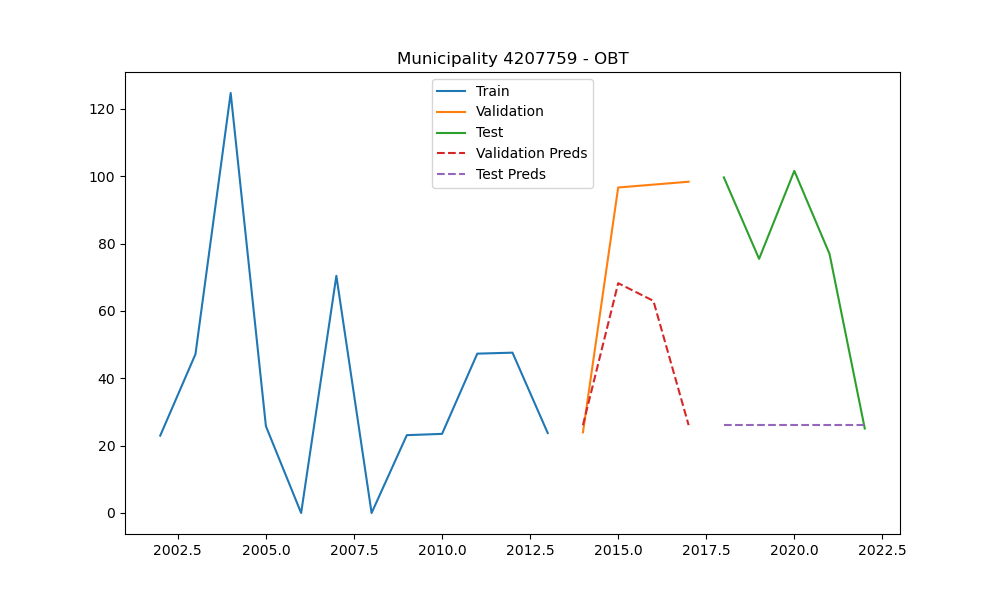 Municipality 4207759 - OBT
Train
Validation
Test
Validation Preds
Test Preds
120
100
80
60
40
20
0
2002.5 2005.0 2007.5 2010.0 2012.5 2015.0 2017.5 2020.0 2022.5